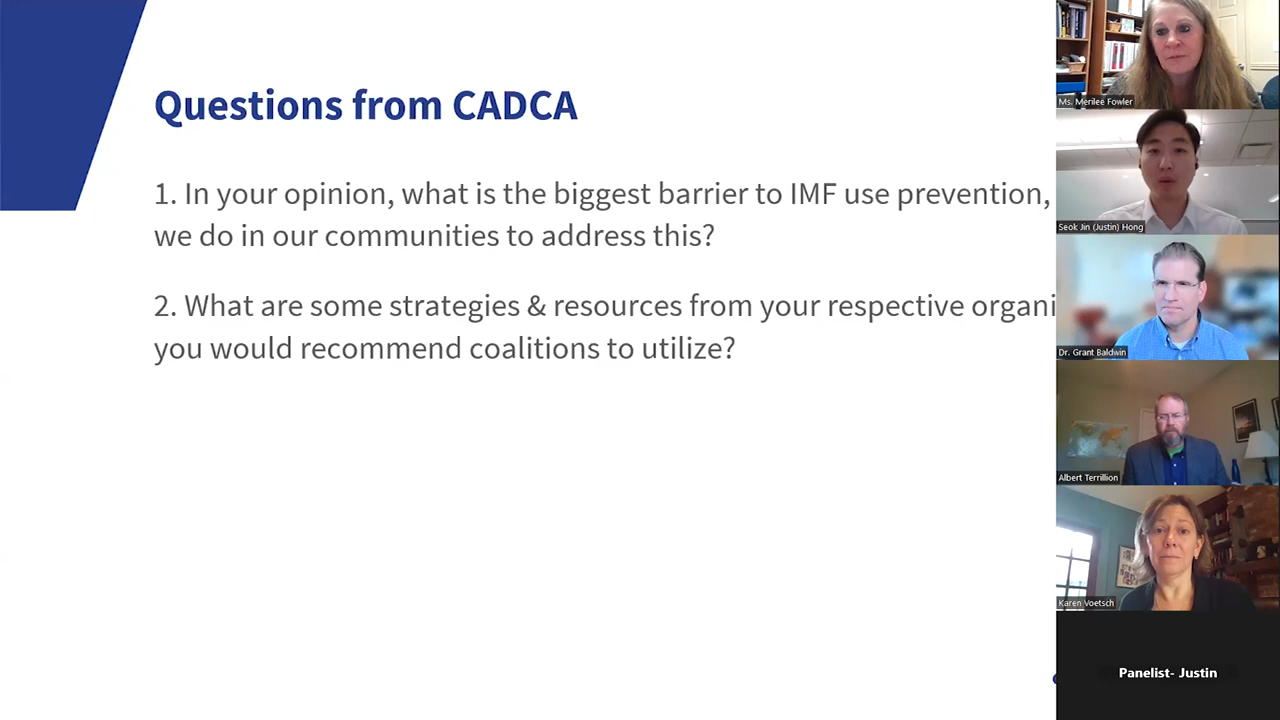 Questions from CADCA
1. In your opinion, what is the biggest barrier to IMF use prevention,
we do in our communities to address this?
2. What are some strategies & resources from your respective organi
you would recommend coalitions to utilize?
Ms. Merilee Fowler
Seok Jin (Justin) Hong
Dr. Grant Baldwin
Albert Terrillion
Karen Voetsch
Panelist- Justin